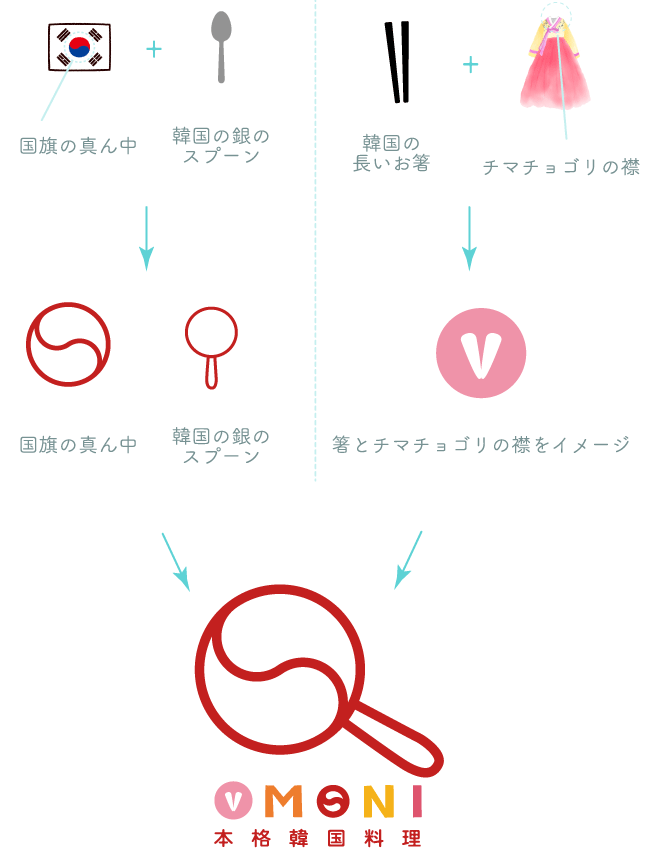 国旗の真ん中
韓国の銀の
スプーン
韓国の
長いお箸
チマチョゴリの襟
国旗の真ん中
韓国の銀の
スプーン
箸とチマチョゴリの襟をイメージ
OMONI
本格韓国料理